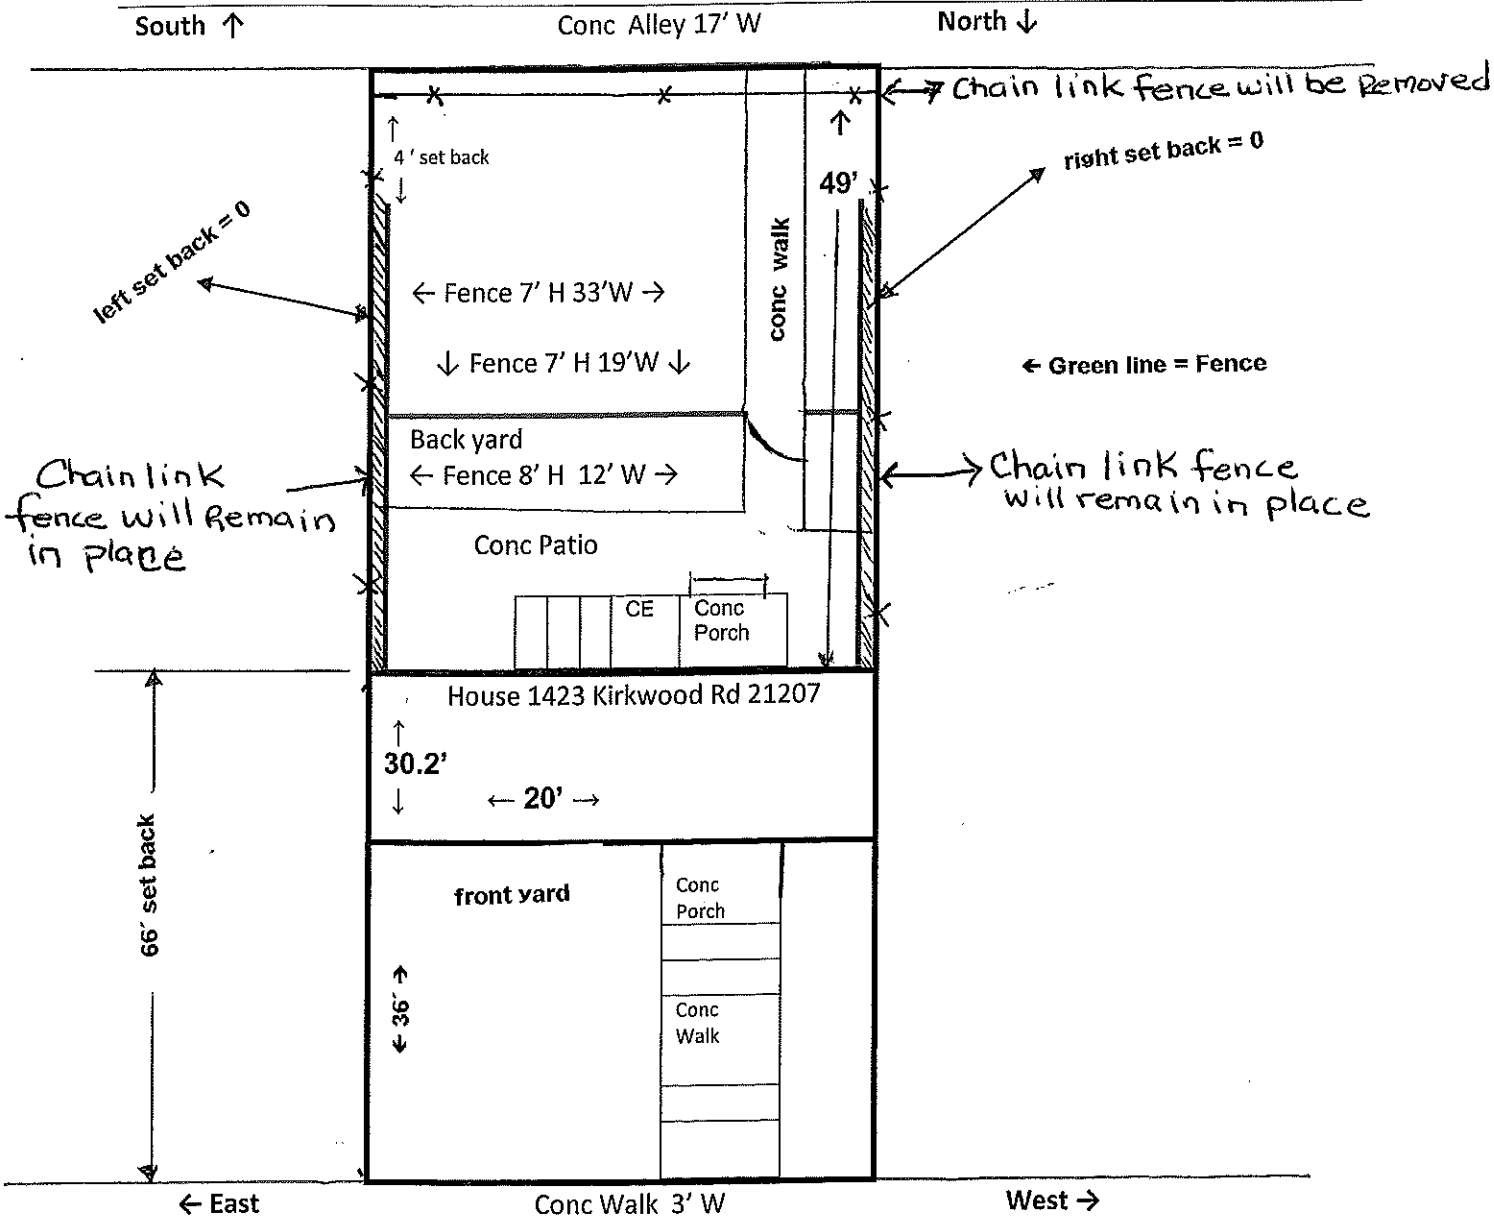 South ↑
Conc Alley 17' W
North ↓
Chain link fence will be Removed
4' set back
right set back = 0
49'
left set back = 0
conc walk
← Fence 7' H 33'W →
↓ Fence 7' H 19'W ↓
← Green line = Fence
Back yard
← Fence 8' H 12' W →
Chain link
fence will Remain
in place
Chain link fence
will remain in place
Conc Patio
CE
Conc
Porch
House 1423 Kirkwood Rd 21207
↑
30.2'
↓
← 20' →
66' set back
front yard
Conc
Porch
← 36' →
Conc
Walk
← East
Conc Walk 3' W
West →